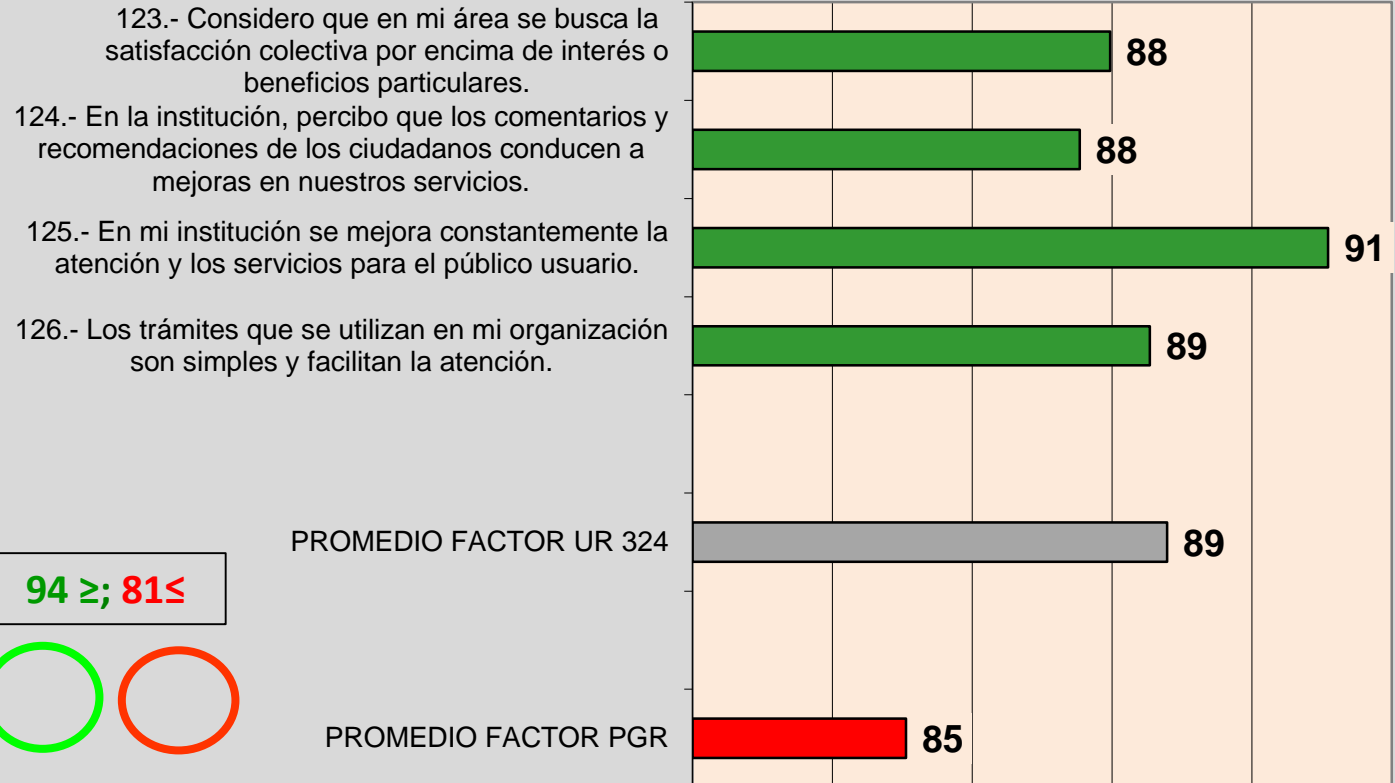 123.- Considero que en mi área se busca la
satisfacción colectiva por encima de interés o
beneficios particulares.
88
124.- En la institución, percibo que los comentarios y
recomendaciones de los ciudadanos conducen a
mejoras en nuestros servicios.
88
125.- En mi institución se mejora constantemente la
atención y los servicios para el público usuario.
91
126.- Los trámites que se utilizan en mi organización
son simples y facilitan la atención.
89
PROMEDIO FACTOR UR 324
89
94 ≥; 81≤
PROMEDIO FACTOR PGR
85